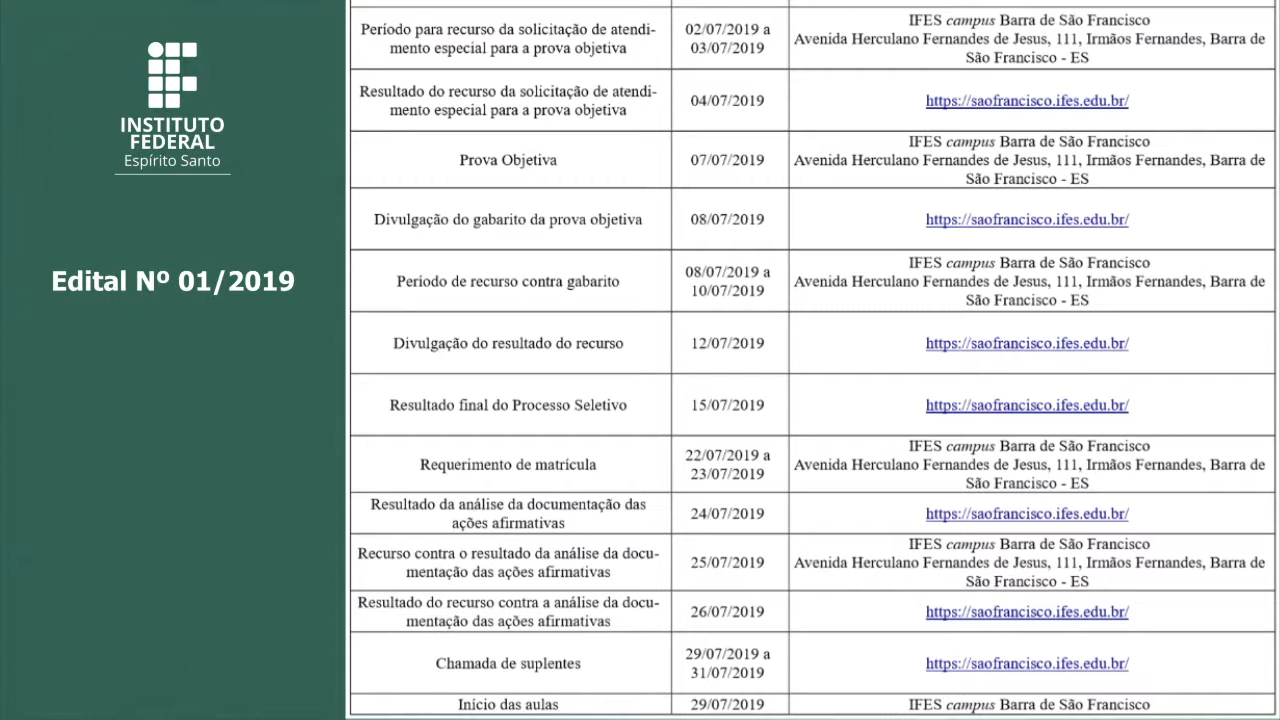 INSTITUTO
FEDERAL
Espírito Santo
Edital Nº 01/2019
Período para recurso da solicitação de atendi-
mento especial para a prova objetiva
02/07/2019 a
03/07/2019
IFES campus Barra de São Francisco
Avenida Herculano Fernandes de Jesus, 111, Irmãos Fernandes, Barra de
São Francisco - ES
Resultado do recurso da solicitação de atendi-
mento especial para a prova objetiva
04/07/2019
https://saofrancisco.ifes.edu.br/
Prova Objetiva
07/07/2019
IFES campus Barra de São Francisco
Avenida Herculano Fernandes de Jesus, 111, Irmãos Fernandes, Barra de
São Francisco - ES
Divulgação do gabarito da prova objetiva
08/07/2019
https://saofrancisco.ifes.edu.br/
Período de recurso contra gabarito
08/07/2019 a
10/07/2019
IFES campus Barra de São Francisco
Avenida Herculano Fernandes de Jesus, 111, Irmãos Fernandes, Barra de
São Francisco - ES
Divulgação do resultado do recurso
12/07/2019
https://saofrancisco.ifes.edu.br/
Resultado final do Processo Seletivo
15/07/2019
https://saofrancisco.ifes.edu.br/
Requerimento de matrícula
22/07/2019 a
23/07/2019
IFES campus Barra de São Francisco
Avenida Herculano Fernandes de Jesus, 111, Irmãos Fernandes, Barra de
São Francisco - ES
Resultado da análise da documentação das
ações afirmativas
24/07/2019
https://saofrancisco.ifes.edu.br/
Recurso contra o resultado da análise da docu-
mentação das ações afirmativas
25/07/2019
IFES campus Barra de São Francisco
Avenida Herculano Fernandes de Jesus, 111, Irmãos Fernandes, Barra de
São Francisco - ES
Resultado do recurso contra a análise da docu-
mentação das ações afirmativas
26/07/2019
https://saofrancisco.ifes.edu.br/
Chamada de suplentes
29/07/2019 a
31/07/2019
https://saofrancisco.ifes.edu.br/
Início das aulas
29/07/2019
IFES campus Barra de São Francisco